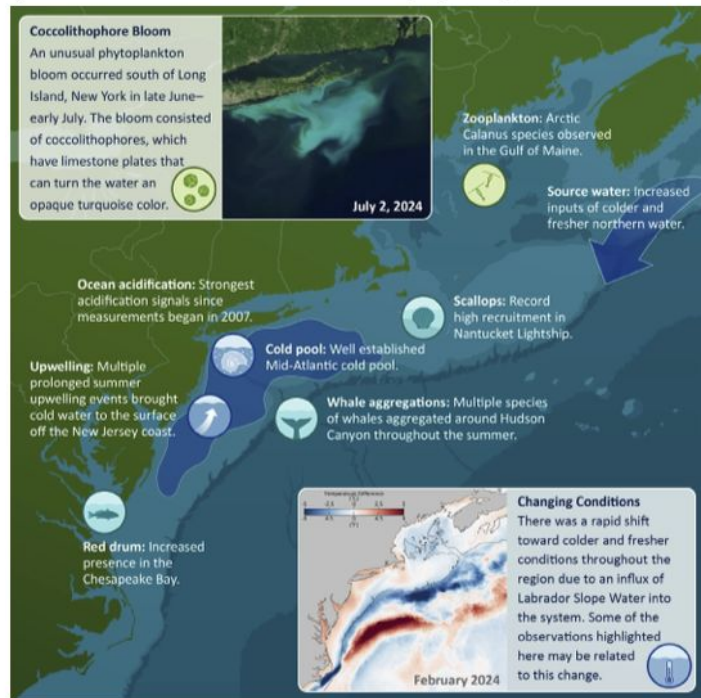 Coccolithophore Bloom
An unusual phytoplankton
bloom occurred south of Long
Island, New York in late June–
early July. The bloom consisted
of coccolithophores, which
have limestone plates that
can turn the water an
opaque turquoise color.
July 2, 2024
Zooplankton: Arctic
Calanus species observed
in the Gulf of Maine.
Source water: Increased
inputs of colder and
fresher northern water.
Ocean acidification: Strongest
acidification signals since
measurements began in 2007.
Scallops: Record
high recruitment in
Nantucket Lightship.
Cold pool: Well established
Mid-Atlantic cold pool.
Upwelling: Multiple
prolonged summer
upwelling events brought
cold water to the surface
off the New Jersey coast.
Whale aggregations: Multiple species
of whales aggregated around Hudson
Canyon throughout the summer.
Red drum: Increased
presence in the
Chesapeake Bay.
Temperature Difference
(°C)
(°F)
February 2024
Changing Conditions
There was a rapid shift
toward colder and fresher
conditions throughout the
region due to an influx of
Labrador Slope Water into
the system. Some of the
observations highlighted
here may be related
to this change.